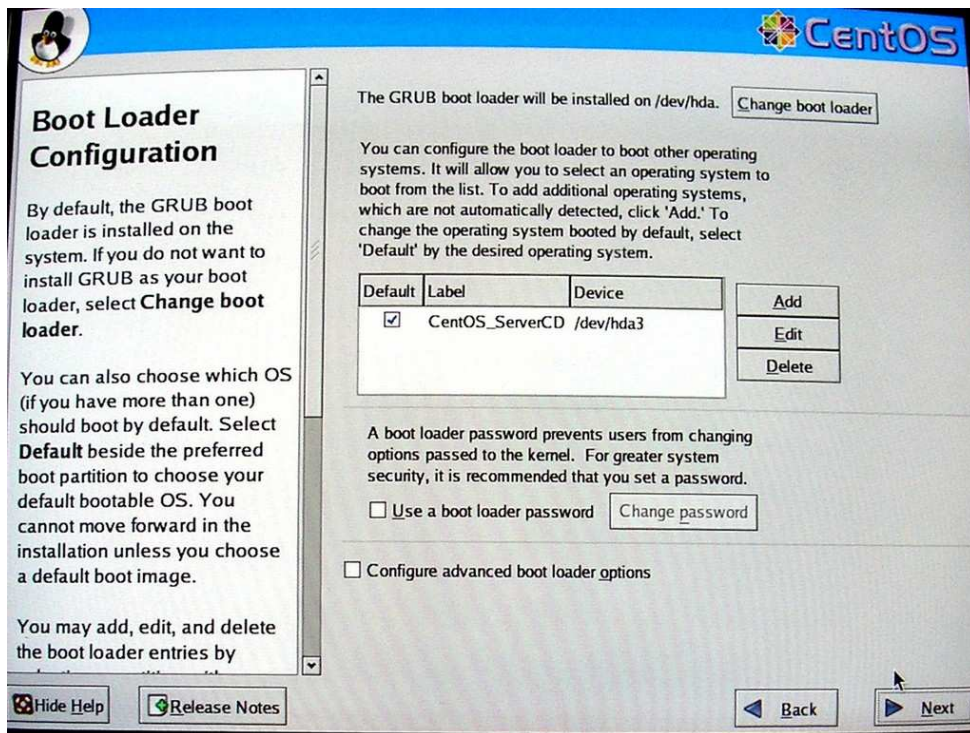 CentOS
Boot Loader
Configuration
By default, the GRUB boot
loader is installed on the
system. If you do not want to
install GRUB as your boot
loader, select Change boot
loader.
You can also choose which OS
(if you have more than one)
should boot by default. Select
Default beside the preferred
boot partition to choose your
default bootable OS. You
cannot move forward in the
installation unless you choose
a default boot image.
You may add, edit, and delete
the boot loader entries by
The GRUB boot loader will be installed on /dev/hda. Change boot loader
You can configure the boot loader to boot other operating
systems. It will allow you to select an operating system to
boot from the list. To add additional operating systems,
which are not automatically detected, click 'Add.' To
change the operating system booted by default, select
'Default' by the desired operating system.
Default Label Device
CentOS_ServerCD /dev/hda3
Add
Edit
Delete
A boot loader password prevents users from changing
options passed to the kernel. For greater system
security, it is recommended that you set a password.
Use a boot loader password Change password
Configure advanced boot loader options
Hide Help Release Notes Back Next